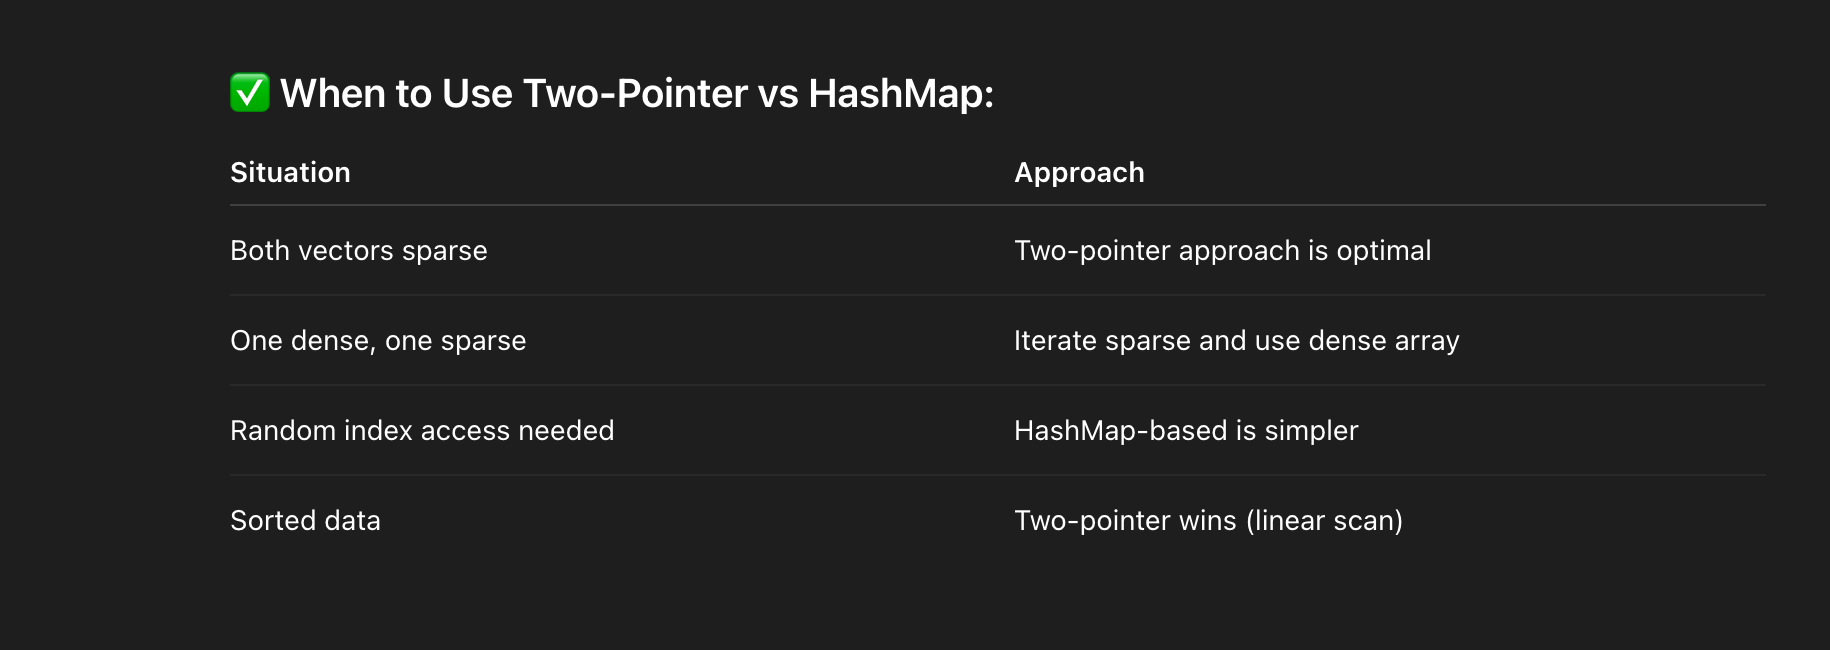 ✅ When to Use Two-Pointer vs HashMap:
Situation Approach
Both vectors sparse Two-pointer approach is optimal
One dense, one sparse Iterate sparse and use dense array
Random index access needed HashMap-based is simpler
Sorted data Two-pointer wins (linear scan)